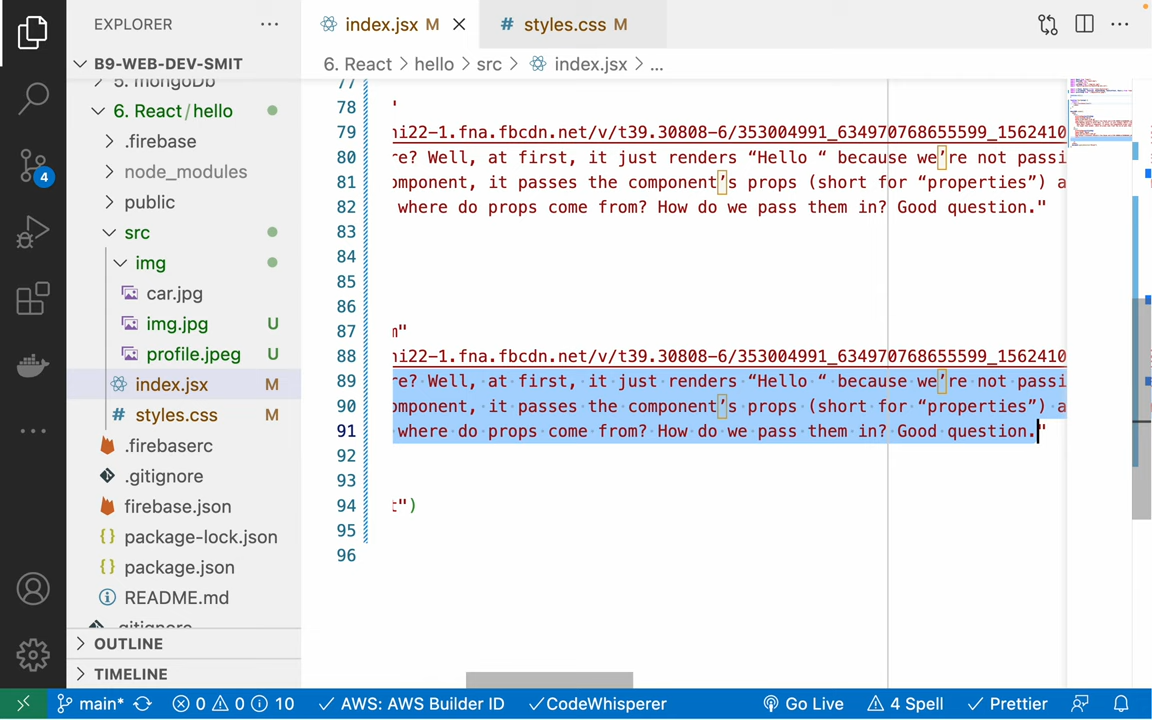 EXPLORER
index.jsx M
styles.css M
B9-WEB-DEV-SMIT
6. React > hello > src > index.jsx > ...
5. mongoDb
6. React/hello
.firebase
node_modules
public
src
img
car.jpg
img.jpg U
profile.jpeg U
index.jsx M
styles.css M
.firebaserc
.gitignore
firebase.json
package-lock.json
package.json
README.md
.gitignore
OUTLINE
TIMELINE
4
77
78 "
79 ni22-1.fna.fbcdn.net/v/t39.30808-6/353004991_634970768655599_1562410
80 re? Well, at first, it just renders “Hello “ because we’re not passi
81 omponent, it passes the component’s props (short for “properties”) a
82 where do props come from? How do we pass them in? Good question."
83
84
85
86
87 m"
88 ni22-1.fna.fbcdn.net/v/t39.30808-6/353004991_634970768655599_1562410
89 re? Well, at first, it just renders “Hello “ because we’re not passi
90 omponent, it passes the component’s props (short for “properties”) a
91 where do props come from? How do we pass them in? Good question."
92
93
94 t")
95
96
main* 0 0 10 AWS: AWS Builder ID CodeWhisperer Go Live 4 Spell Prettier